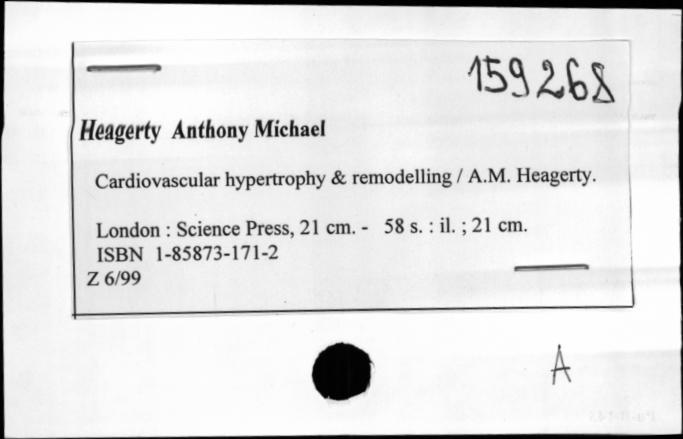 159268
Heagerty Anthony Michael
Cardiovascular hypertrophy & remodelling / A.M. Heagerty.
London : Science Press, 21 cm. - 58 s. : il. ; 21 cm.
ISBN 1-85873-171-2
Z 6/99
A